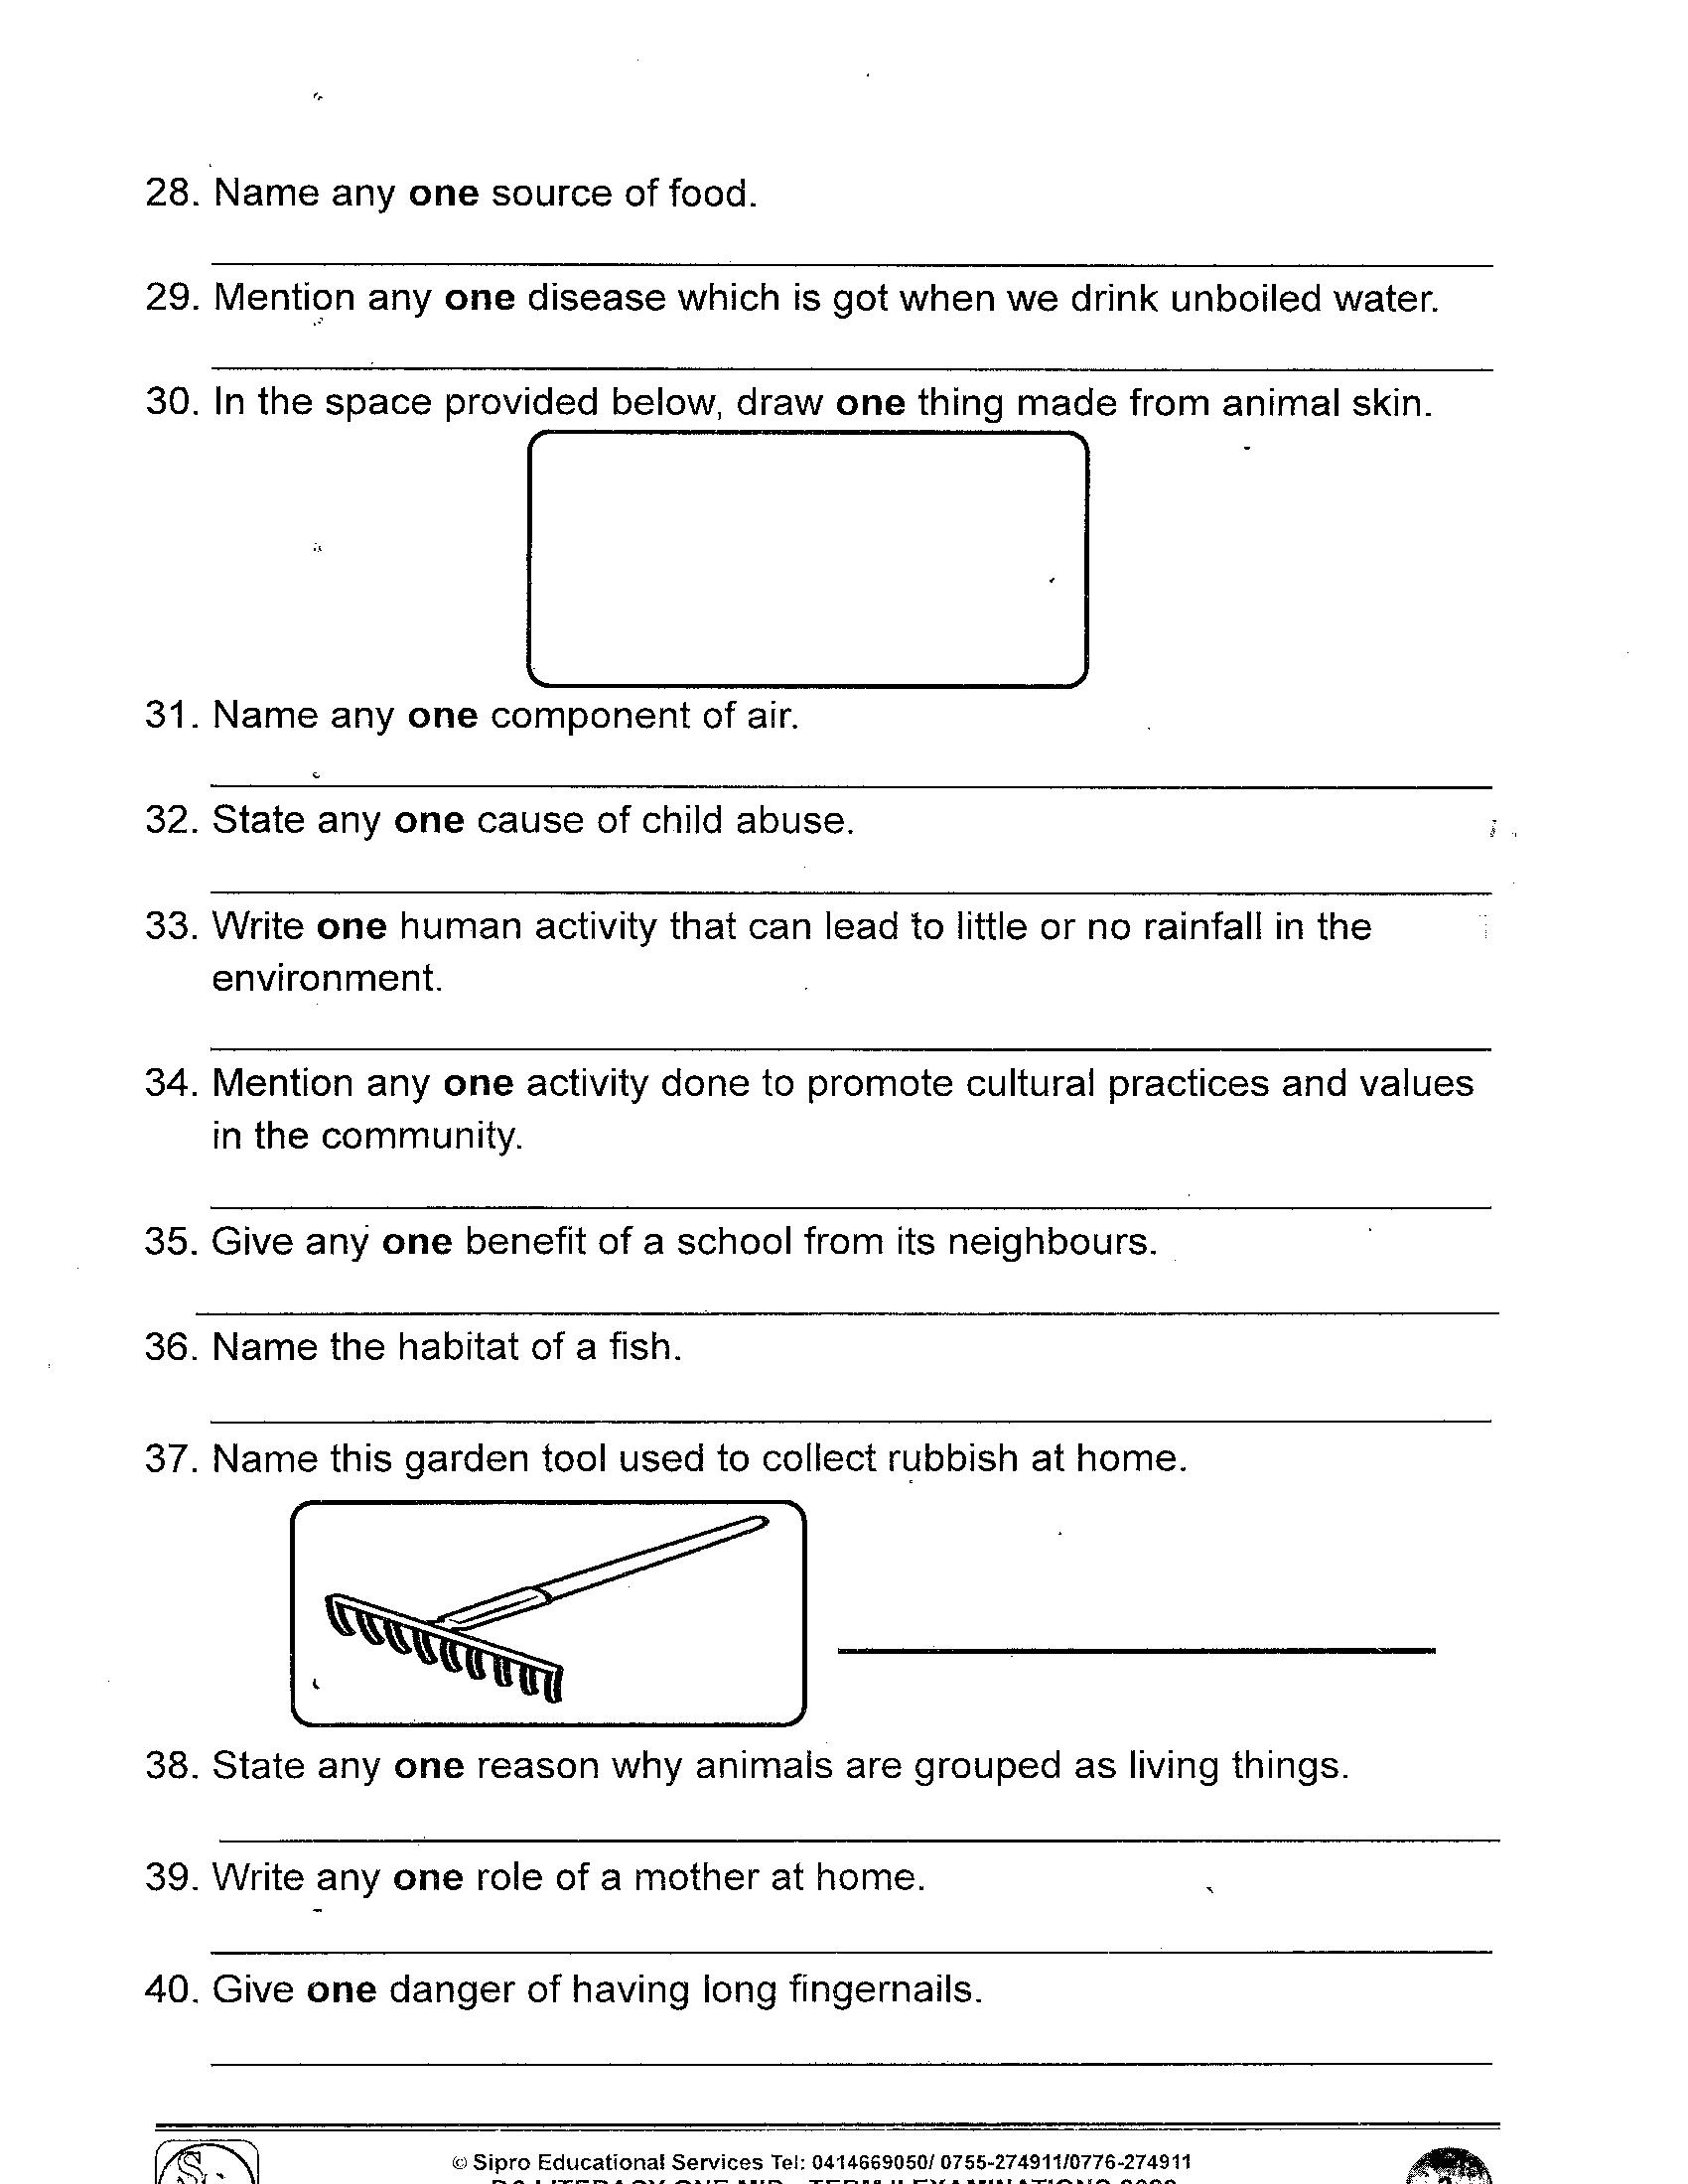 28. Name any one source of food.
29. Mention any one disease which is got when we drink unboiled water.
30. In the space provided below, draw one thing made from animal skin.
31. Name any one component of air.
32. State any one cause of child abuse.
33. Write one human activity that can lead to little or no rainfall in the
environment.
34. Mention any one activity done to promote cultural practices and values
in the community.
35. Give any one benefit of a school from its neighbours.
36. Name the habitat of a fish.
37. Name this garden tool used to collect rubbish at home.
38. State any one reason why animals are grouped as living things.
39. Write any one role of a mother at home.
40. Give one danger of having long fingernails.
© Sipro Educational Services Tel: 0414669050/ 0755-274911/0776-274911